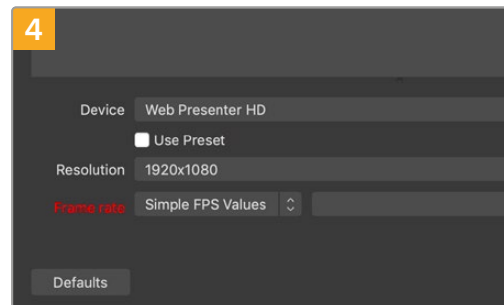 4
Device Web Presenter HD
Use Preset
Resolution 1920x1080
Frame rate Simple FPS Values
Defaults